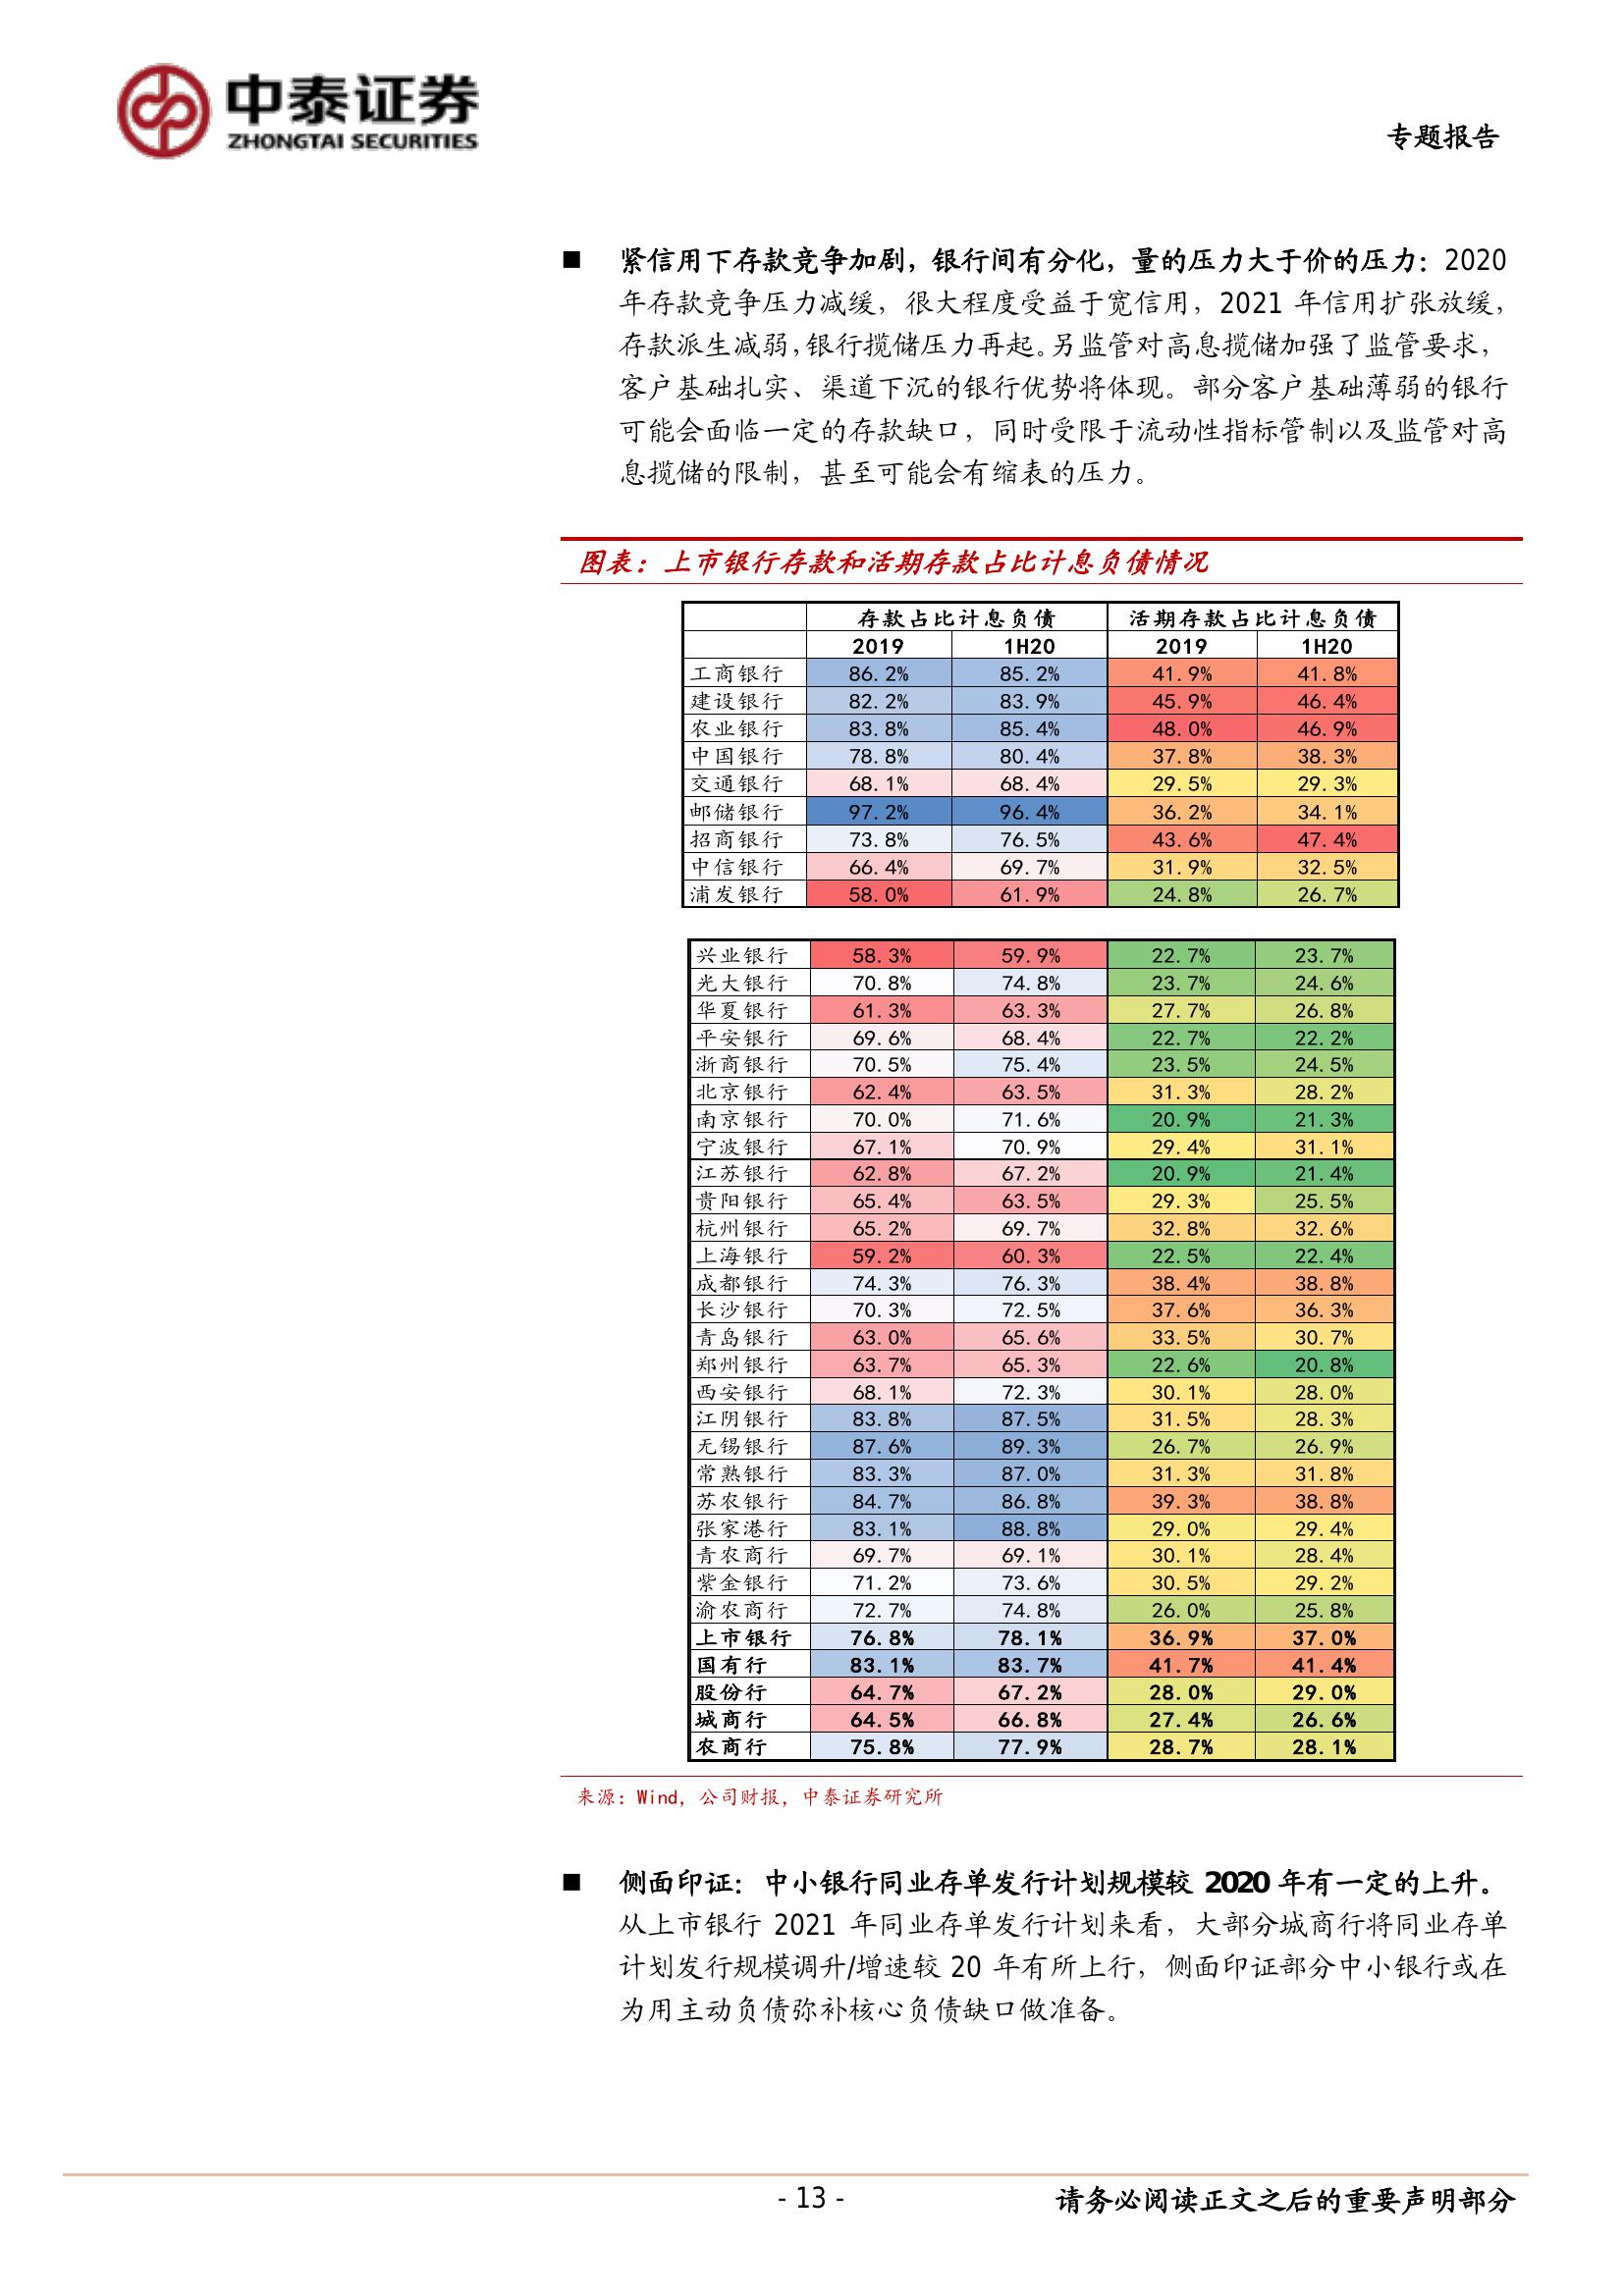 中泰证券
ZHONGTAI SECURITIES
专题报告
■ 紧信用下存款竞争加剧，银行间有分化，量的压力大于价的压力：2020
年存款竞争压力减缓，很大程度受益于宽信用，2021 年信用扩张放缓，
存款派生减弱，银行揽储压力再起。另监管对高息揽储加强了监管要求，
客户基础扎实、渠道下沉的银行优势将体现。部分客户基础薄弱的银行
可能会面临一定的存款缺口，同时受限于流动性指标管制以及监管对高
息揽储的限制，甚至可能会有缩表的压力。
图表：上市银行存款和活期存款占比计息负债情况
存款占比计息负债 活期存款占比计息负债
2019 1H20 2019 1H20
工商银行 86.2% 85.2% 41.9% 41.8%
建设银行 82.2% 83.9% 45.9% 46.4%
农业银行 83.8% 85.4% 48.0% 46.9%
中国银行 78.8% 80.4% 37.8% 38.3%
交通银行 68.1% 68.4% 29.5% 29.3%
邮储银行 97.2% 96.4% 36.2% 34.1%
招商银行 73.8% 76.5% 43.6% 47.4%
中信银行 66.4% 69.7% 31.9% 32.5%
浦发银行 58.0% 61.9% 24.8% 26.7%
兴业银行 58.3% 59.9% 22.7% 23.7%
光大银行 70.8% 74.8% 23.7% 24.6%
华夏银行 61.3% 63.3% 27.7% 26.8%
平安银行 69.6% 68.4% 22.7% 22.2%
浙商银行 70.5% 75.4% 23.5% 24.5%
北京银行 62.4% 63.5% 31.3% 28.2%
南京银行 70.0% 71.6% 20.9% 21.3%
宁波银行 67.1% 70.9% 29.4% 31.1%
江苏银行 62.8% 67.2% 20.9% 21.4%
贵阳银行 65.4% 63.5% 29.3% 25.5%
杭州银行 65.2% 69.7% 32.8% 32.6%
上海银行 59.2% 60.3% 22.5% 22.4%
成都银行 74.3% 76.3% 38.4% 38.8%
长沙银行 70.3% 72.5% 37.6% 36.3%
青岛银行 63.0% 65.6% 33.5% 30.7%
郑州银行 63.7% 65.3% 22.6% 20.8%
西安银行 68.1% 72.3% 30.1% 28.0%
江阴银行 83.8% 87.5% 31.5% 28.3%
无锡银行 87.6% 89.3% 26.7% 26.9%
常熟银行 83.3% 87.0% 31.3% 31.8%
苏农银行 84.7% 86.8% 39.3% 38.8%
张家港行 83.1% 88.8% 29.0% 29.4%
青农商行 69.7% 69.1% 30.1% 28.4%
紫金银行 71.2% 73.6% 30.5% 29.2%
渝农商行 72.7% 74.8% 26.0% 25.8%
上市银行 76.8% 78.1% 36.9% 37.0%
国有行 83.1% 83.7% 41.7% 41.4%
股份行 64.7% 67.2% 28.0% 29.0%
城商行 64.5% 66.8% 27.4% 26.6%
农商行 75.8% 77.9% 28.7% 28.1%
来源：Wind，公司财报，中泰证券研究所
■ 侧面印证：中小银行同业存单发行计划规模较 2020 年有一定的上升。
从上市银行 2021 年同业存单发行计划来看，大部分城商行将同业存单
计划发行规模调升/增速较 20 年有所上行，侧面印证部分中小银行或在
为用主动负债弥补核心负债缺口做准备。
- 13 -
请务必阅读正文之后的重要声明部分